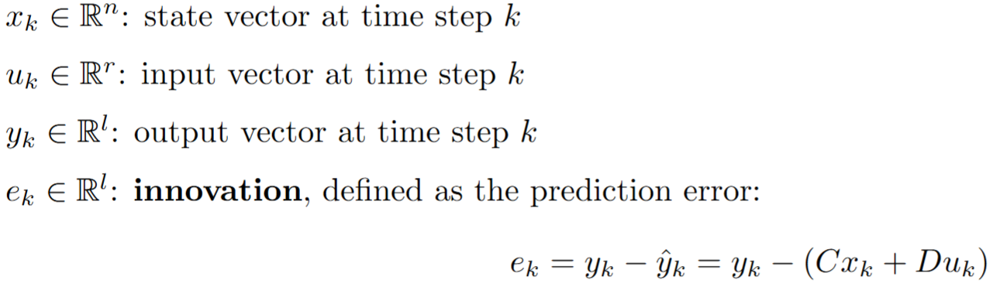 $x_k \in \mathbb{R}^n$: state vector at time step $k$
$u_k \in \mathbb{R}^r$: input vector at time step $k$
$y_k \in \mathbb{R}^l$: output vector at time step $k$
$e_k \in \mathbb{R}^l$: **innovation**, defined as the prediction error:
$e_k = y_k - \hat{y}_k = y_k - (Cx_k + Du_k)$